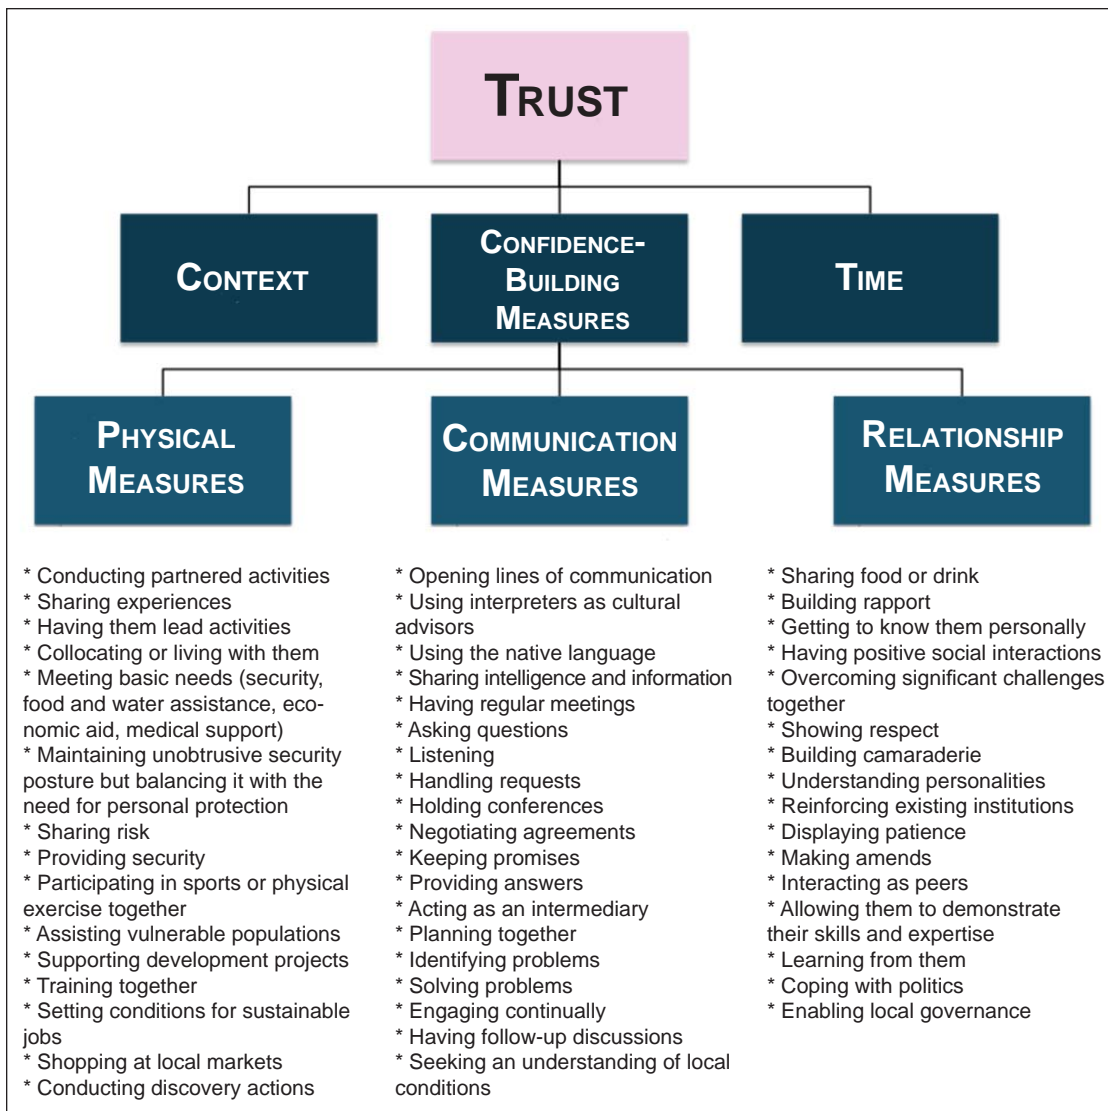 TRUST
CONTEXT
CONFIDENCE-
BUILDING
MEASURES
TIME
PHYSICAL
MEASURES
COMMUNICATION
MEASURES
RELATIONSHIP
MEASURES
* Conducting partnered activities
* Sharing experiences
* Having them lead activities
* Collocating or living with them
* Meeting basic needs (security,
food and water assistance, eco-
nomic aid, medical support)
* Maintaining unobtrusive security
posture but balancing it with the
need for personal protection
* Sharing risk
* Providing security
* Participating in sports or physical
exercise together
* Assisting vulnerable populations
* Supporting development projects
* Training together
* Setting conditions for sustainable
jobs
* Shopping at local markets
* Conducting discovery actions
* Opening lines of communication
* Using interpreters as cultural
advisors
* Using the native language
* Sharing intelligence and information
* Having regular meetings
* Asking questions
* Listening
* Handling requests
* Holding conferences
* Negotiating agreements
* Keeping promises
* Providing answers
* Acting as an intermediary
* Planning together
* Identifying problems
* Solving problems
* Engaging continually
* Having follow-up discussions
* Seeking an understanding of local
conditions
* Sharing food or drink
* Building rapport
* Getting to know them personally
* Having positive social interactions
* Overcoming significant challenges
together
* Showing respect
* Building camaraderie
* Understanding personalities
* Reinforcing existing institutions
* Displaying patience
* Making amends
* Interacting as peers
* Allowing them to demonstrate
their skills and expertise
* Learning from them
* Coping with politics
* Enabling local governance